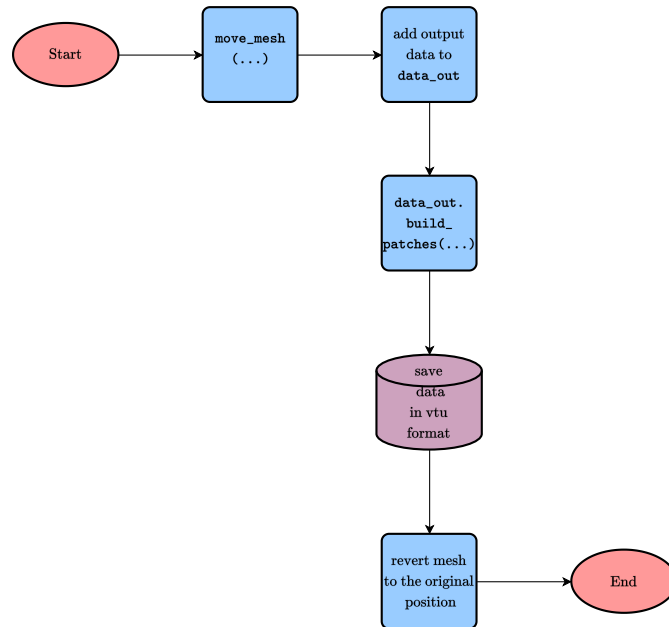 Start
move_mesh
(...)
add output
data to
data_out
data_out.
build_
patches(...)
save
data
in vtu
format
revert mesh
to the original
position
End